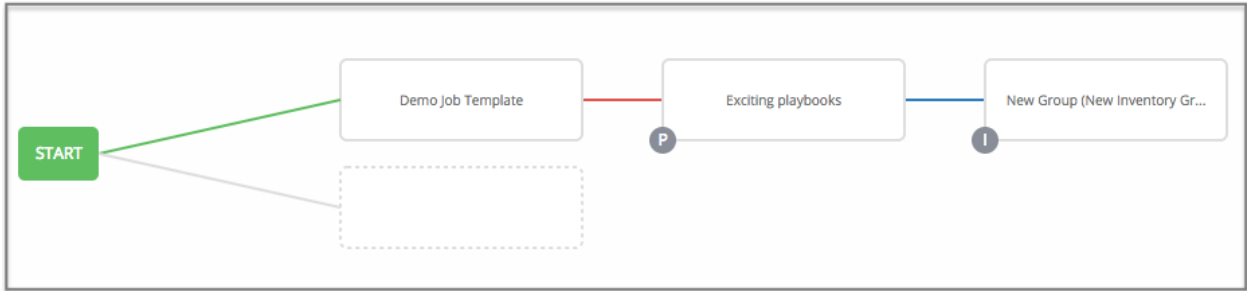 START
Demo Job Template
Exciting playbooks
New Group (New Inventory Gr...
P
I